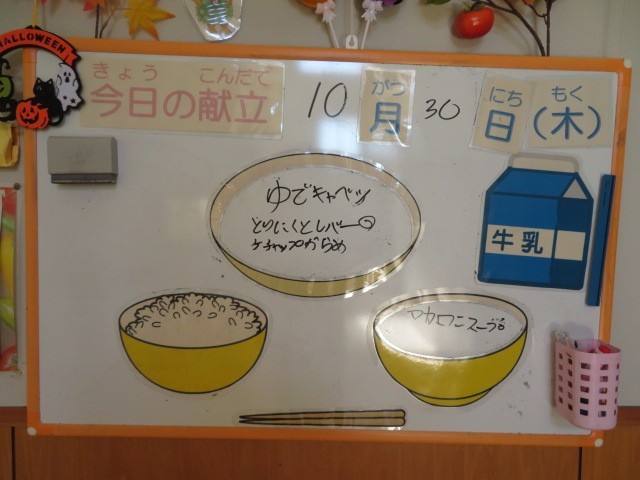 HALLOWEEN!
きょう こんだて
今日の献立
10 がつ 30 にち もく
月 日 (木)
ゆでキャベツ
とりにくとレバーの
ケチャップからめ
牛乳
マカロニスープ